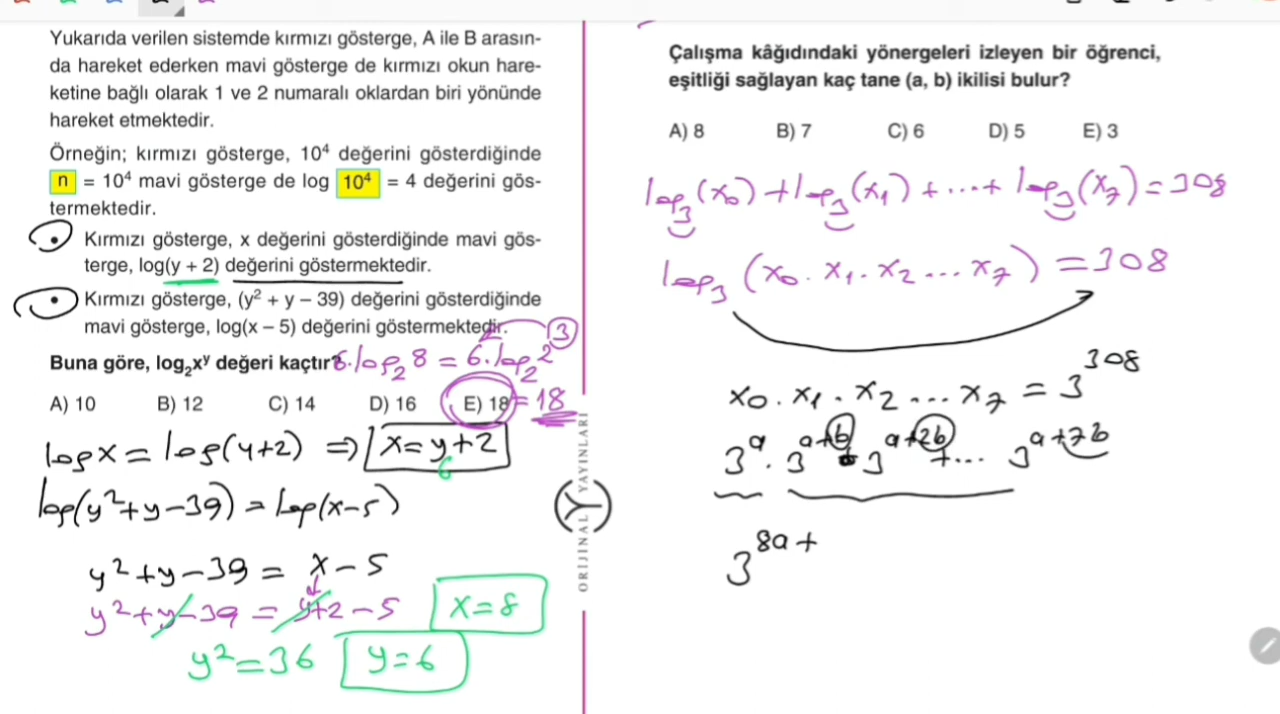 Yukarıda verilen sistemde kırmızı gösterge, A ile B arasın-
da hareket ederken mavi gösterge de kırmızı okun hare-
ketine bağlı olarak 1 ve 2 numaralı oklardan biri yönünde
hareket etmektedir.
Örneğin; kırmızı gösterge, 10⁴ değerini gösterdiğinde
n = 10⁴ mavi gösterge de log 10⁴ = 4 değerini gös-
termektedir.
• Kırmızı gösterge, x değerini gösterdiğinde mavi gös-
terge, log(y + 2) değerini göstermektedir.
• Kırmızı gösterge, (y² + y – 39) değerini gösterdiğinde
mavi gösterge, log(x – 5) değerini göstermektedir.
Buna göre, log₂xʸ değeri kaçtır? 6.log₂8 = 6.log₂2³
A) 10 B) 12 C) 14 D) 16 E) 18 = 18
logx = log(y+2) ⇒ x=y+2
6
log(y²+y-39) = log(x-5)
y²+y-39 = x-5
y²+y-39 = y+2-5 x=8
y²=36 y=6
ORİJİNAL YAYINLARI
Çalışma kâğıdındaki yönergeleri izleyen bir öğrenci,
eşitliği sağlayan kaç tane (a, b) ikilisi bulur?
A) 8 B) 7 C) 6 D) 5 E) 3
log₃(x₀)+log₃(x₁)+...+log₃(x₇)=308
log₃(x₀.x₁.x₂...x₇)=308
x₀.x₁.x₂...x₇=3³⁰⁸
3ᵃ.3ᵃ⁺ᵇ.3ᵃ⁺²ᵇ+...3ᵃ⁺⁷ᵇ
3⁸ᵃ⁺